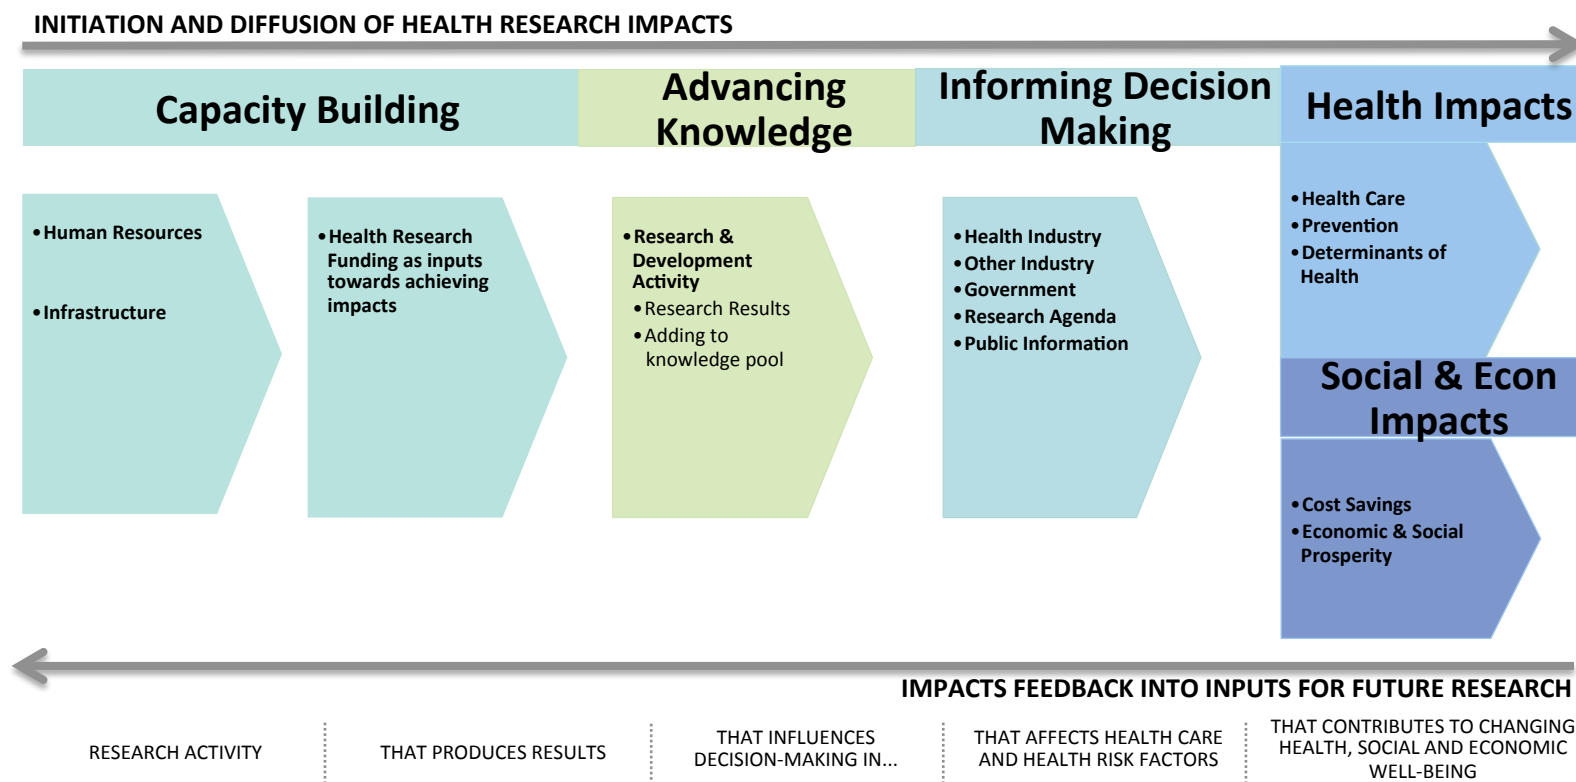 INITIATION AND DIFFUSION OF HEALTH RESEARCH IMPACTS
Capacity Building
Advancing
Knowledge
Informing Decision
Making
Health Impacts
•Human Resources
•Infrastructure
•Health Research
Funding as inputs
towards achieving
impacts
•Research &
Development
Activity
•Research Results
•Adding to
knowledge pool
•Health Industry
•Other Industry
•Government
•Research Agenda
•Public Information
•Health Care
•Prevention
•Determinants of
Health
Social & Econ
Impacts
•Cost Savings
•Economic & Social
Prosperity
IMPACTS FEEDBACK INTO INPUTS FOR FUTURE RESEARCH
RESEARCH ACTIVITY
THAT PRODUCES RESULTS
THAT INFLUENCES
DECISION-MAKING IN...
THAT AFFECTS HEALTH CARE
AND HEALTH RISK FACTORS
THAT CONTRIBUTES TO CHANGING
HEALTH, SOCIAL AND ECONOMIC
WELL-BEING